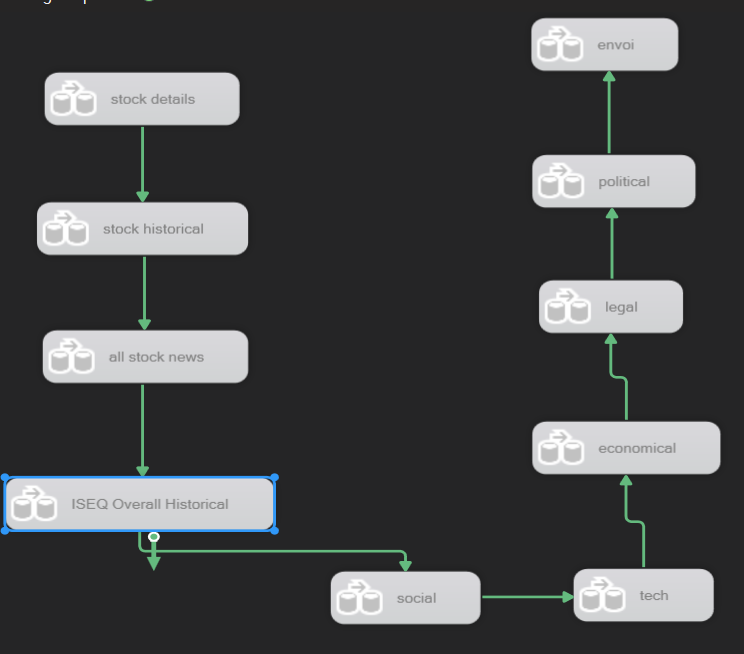 stock details
stock historical
all stock news
ISEQ Overall Historical
social
tech
economical
legal
political
envoi